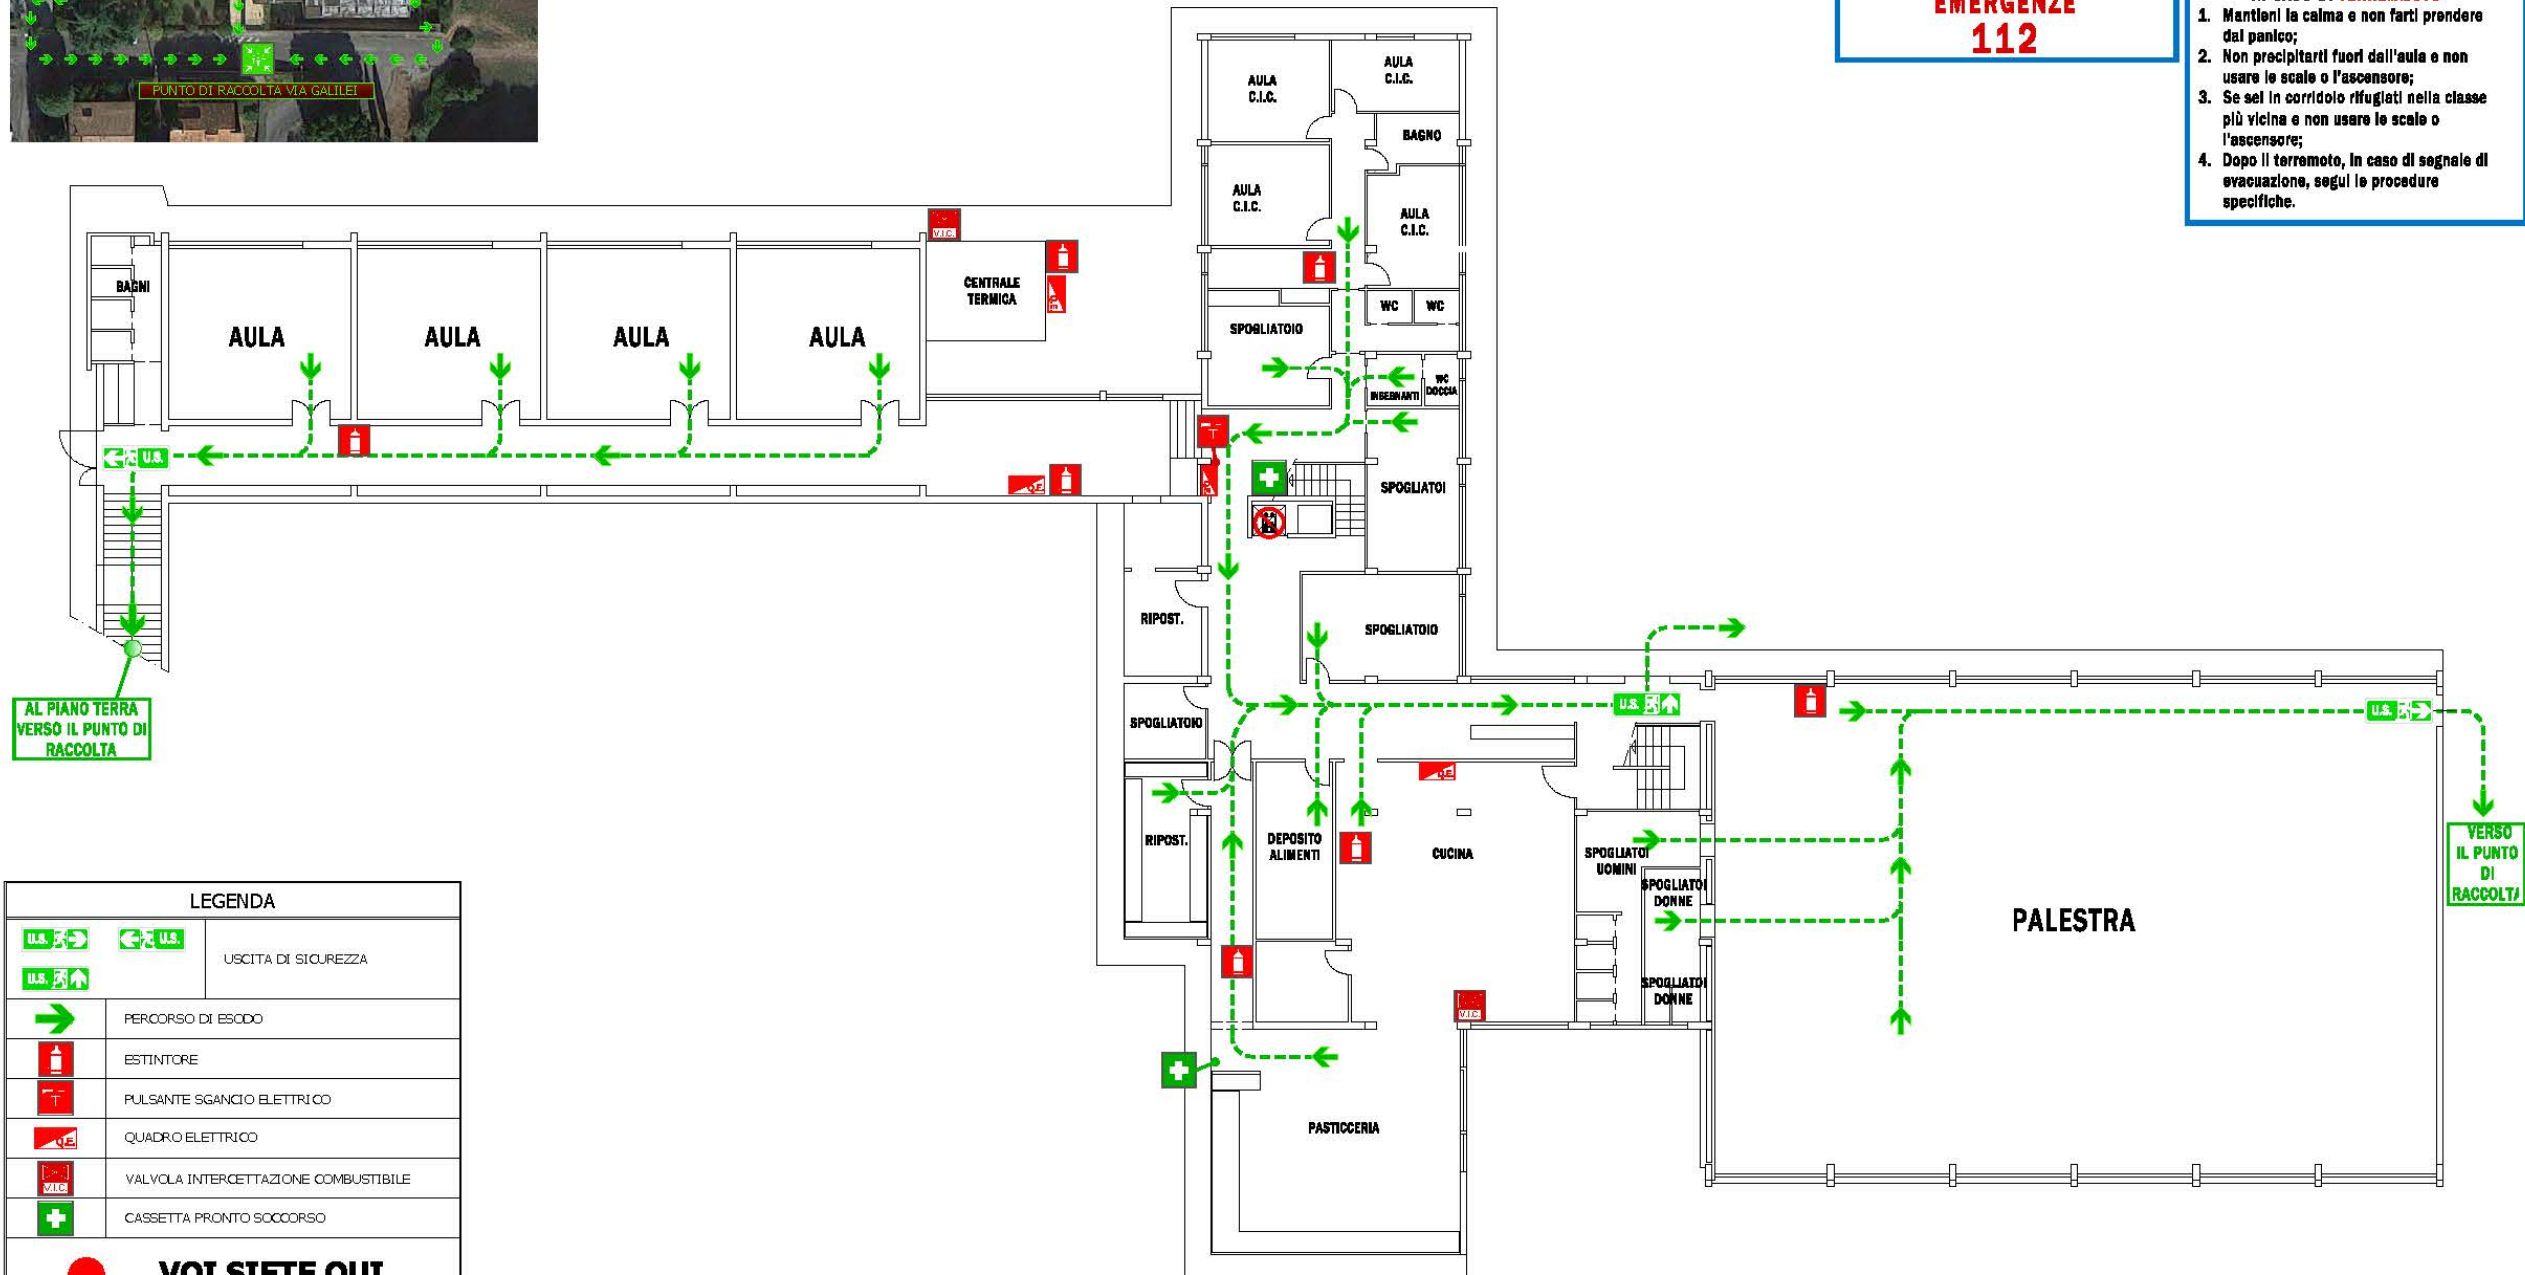 PUNTO DI RACCOLTA VIA GALILEI
EMERGENZE
112
1. Mantieni la calma e non farti prendere
dal panico;
2. Non precipitarti fuori dall'aula e non
usare le scale o l'ascensore;
3. Se sei in corridoio rifugiati nella classe
più vicina e non usare le scale o
l'ascensore;
4. Dopo il terremoto, in caso di segnale di
evacuazione, segui le procedure
specifiche.
AULA
C.I.C.
AULA
C.I.C.
BAGNO
AULA
C.I.C.
AULA
C.I.C.
V.I.C.
BAGNI
CENTRALE
TERMICA
WC
WC
AULA
AULA
AULA
AULA
SPOGLIATOIO
INSEGNANTI
WC
DOCCIA
U.S.
Q.E.
SPOGLIATOI
RIPOST.
SPOGLIATOIO
AL PIANO TERRA
VERSO IL PUNTO DI
RACCOLTA
SPOGLIATOIO
U.S.
U.S.
Q.E.
RIPOST.
DEPOSITO
ALIMENTI
CUCINA
SPOGLIATOI
UOMINI
SPOGLIATOI
DONNE
SPOGLIATOI
DONNE
PALESTRA
VERSO
IL PUNTO
DI
RACCOLTA
V.I.C.
PASTICCERIA
LEGENDA
U.S.
U.S.
U.S.
USCITA DI SICUREZZA
PERCORSO DI ESODO
ESTINTORE
PULSANTE SGANCIO ELETTRICO
Q.E.
QUADRO ELETTRICO
V.I.C.
VALVOLA INTERCETTAZIONE COMBUSTIBILE
CASSETTA PRONTO SOCCORSO
VOI SIETE QUI